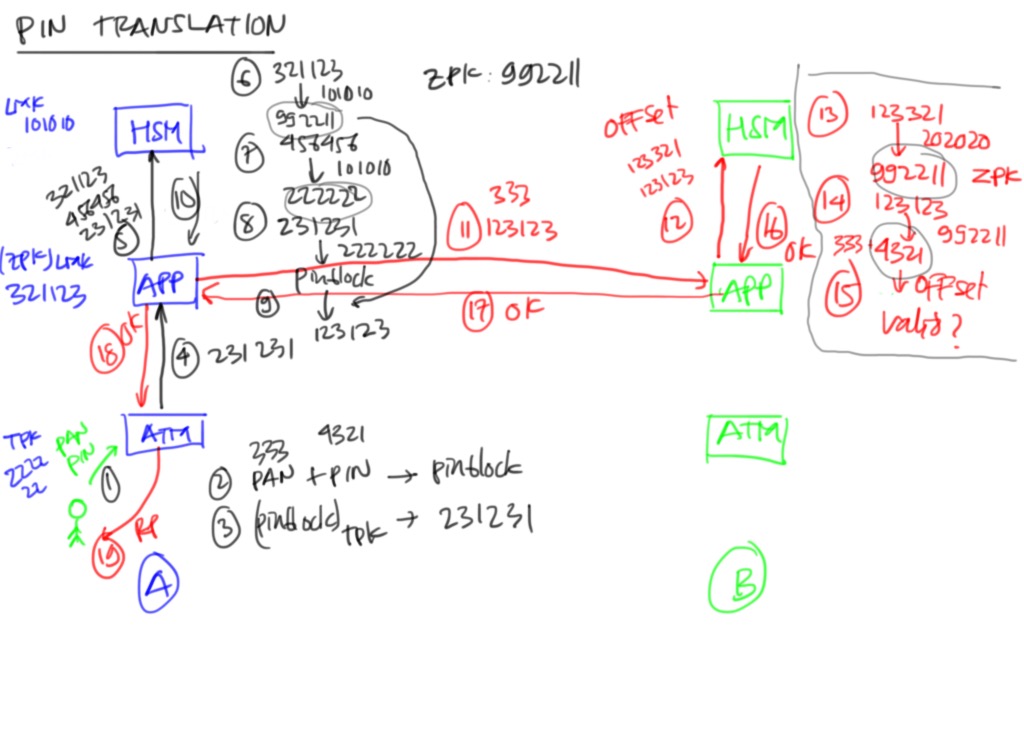 PIN TRANSLATION
ZPK: 992211
LMK
101010
HSM
6 321123
101010
992211
7 456456
101010
222222
8 231231
222222
pinblock
9
123123
321123
456456
231231
5
10
(ZPK)LMK
321123
APP
11 333
123123
17 OK
18 OK
4 231231
TPK
2222
22
PAN
PIN
1
ATM
333 4321
2 PAN + PIN → pinblock
3 (pinblock)TPK → 231231
19 RP
A
OFFSET
123321
123123
12
HSM
16
OK
APP
13 123321
202020
992211 ZPK
14 123123
992211
333 4321
15 OFFSET
valid?
ATM
B